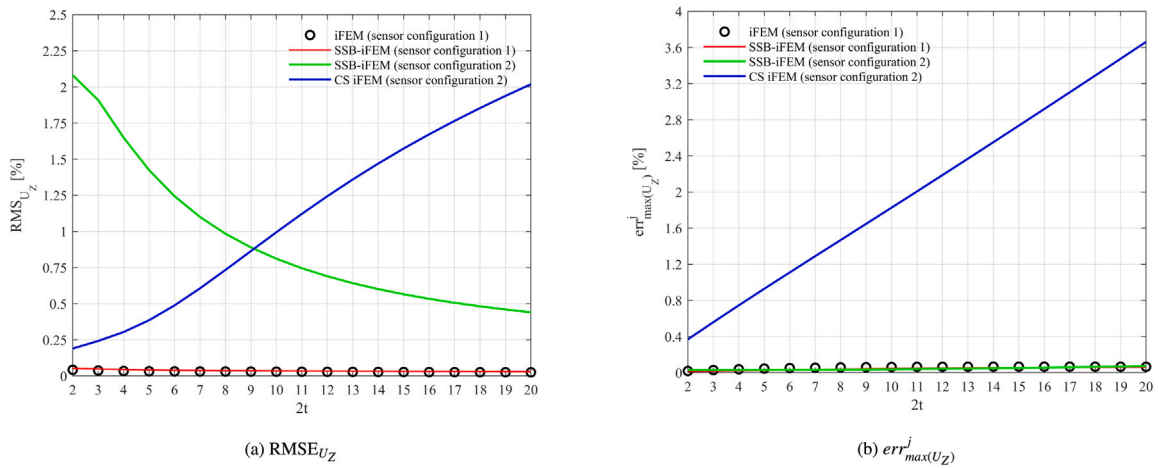 2.5
2.25
2
1.75
1.5
1.25
1
0.75
0.5
0.25
0
RMS_{U_Z} [%]
iFEM (sensor configuration 1)
SSB-iFEM (sensor configuration 1)
SSB-iFEM (sensor configuration 2)
CS iFEM (sensor configuration 2)
2 3 4 5 6 7 8 9 10 11 12 13 14 15 16 17 18 19 20
2t
(a) RMSE_{U_Z}
4
3.6
3.2
2.8
2.4
2
1.6
1.2
0.8
0.4
0
err^j_{max(U_Z)} [%]
iFEM (sensor configuration 1)
SSB-iFEM (sensor configuration 1)
SSB-iFEM (sensor configuration 2)
CS iFEM (sensor configuration 2)
2 3 4 5 6 7 8 9 10 11 12 13 14 15 16 17 18 19 20
2t
(b) err^j_{max(U_Z)}